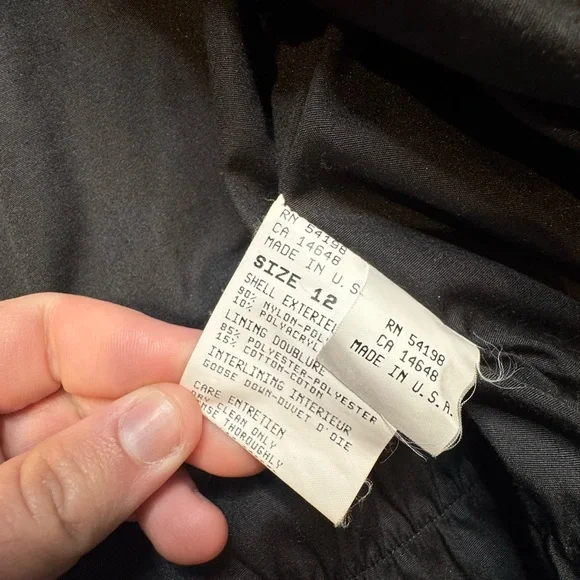 RN 54198
CA 14648
MADE IN U.S
SIZE 12
SHELL EXTERIEU
90% NYLON-POLY
10% POLYACRYL
LINING DOUBLURE
85% POLYESTER-POLYESTER
15% COTTON-COTON
INTERLINING INTERIEUR
GOOSE DOWN-DUVET D'OIE
CARE ENTRETIEN
DRY CLEAN ONLY
THOROUGHLY
RN 54198
CA 14648
MADE IN U.S.A.